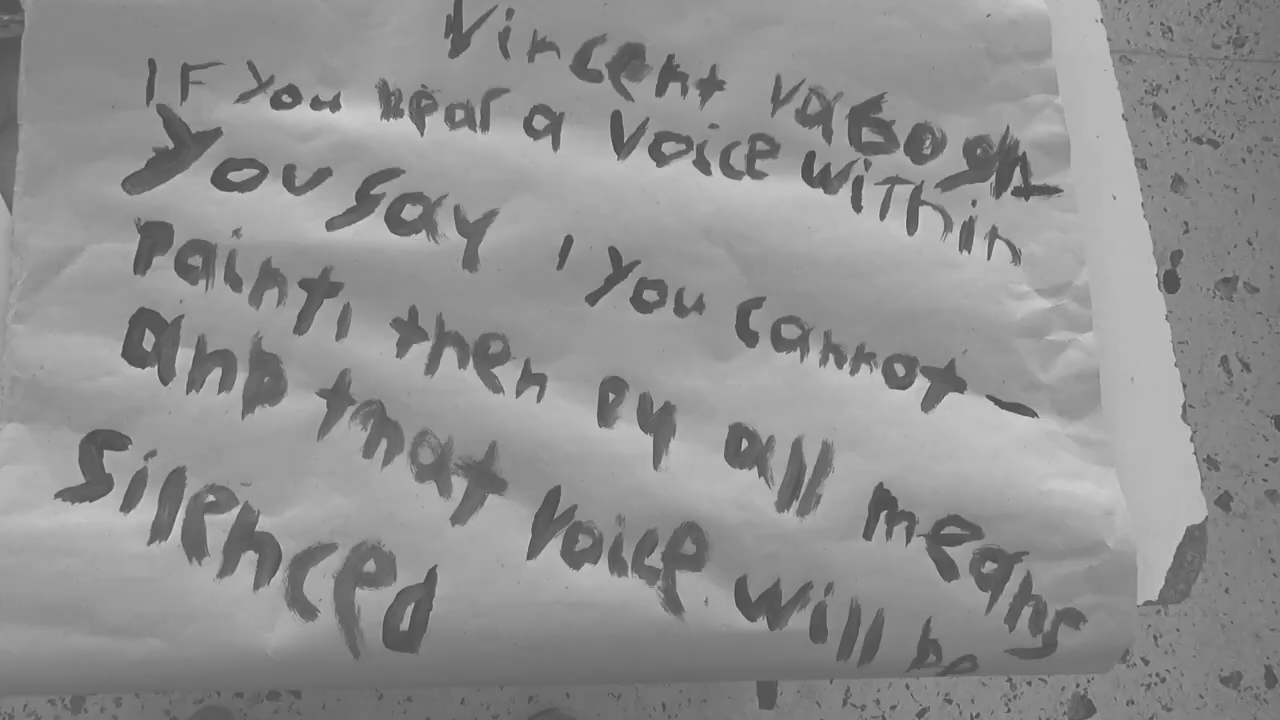 Vincent vaGogh
IF You hear a Voice within
You Say , You cannot –
Paint, then by all means
and that Voice will be
Silenced